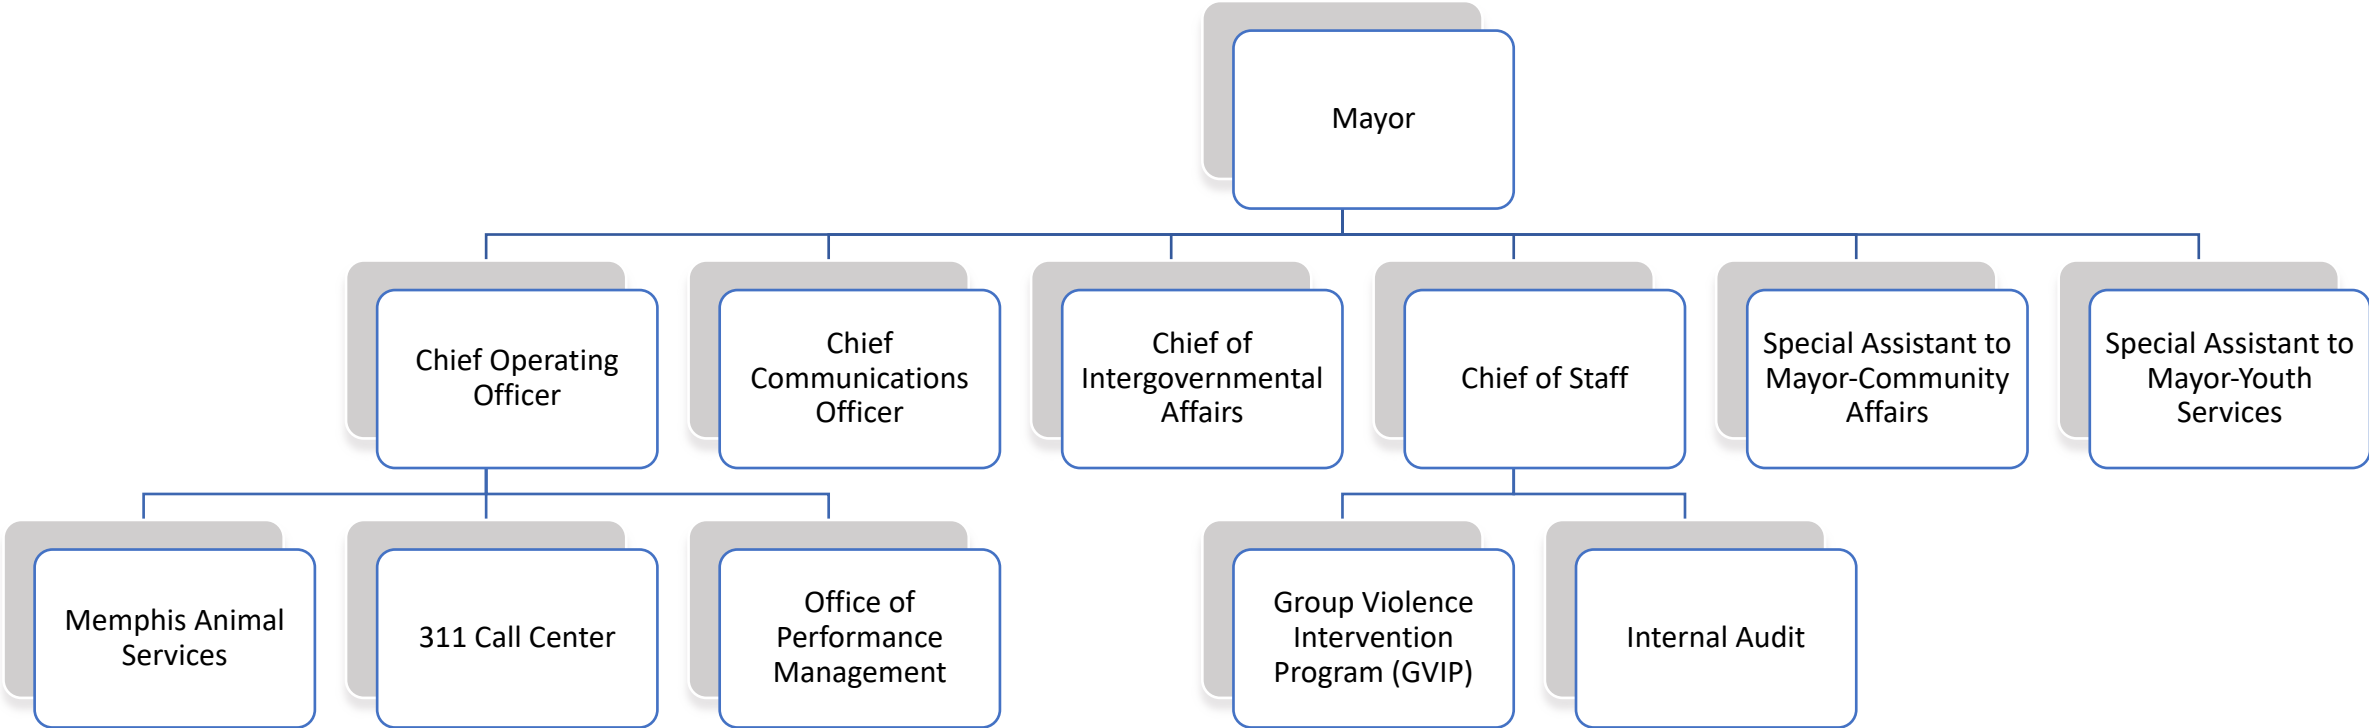 Mayor
Chief Operating
Officer
Chief
Communications
Officer
Chief of
Intergovernmental
Affairs
Chief of Staff
Special Assistant to
Mayor-Community
Affairs
Special Assistant to
Mayor-Youth
Services
Memphis Animal
Services
311 Call Center
Office of
Performance
Management
Group Violence
Intervention
Program (GVIP)
Internal Audit